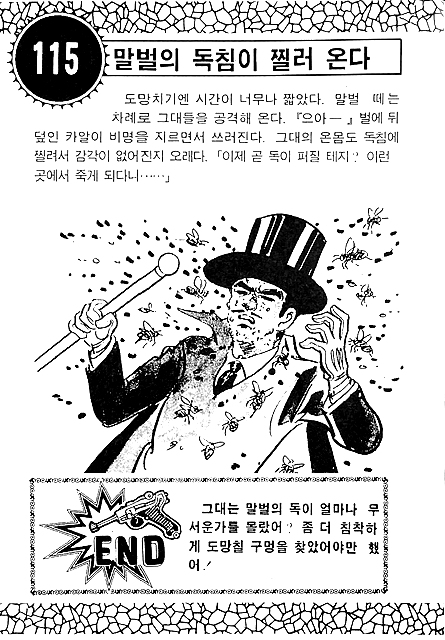 115
말벌의 독침이 찔러 온다
도망치기엔 시간이 너무나 짧았다. 말벌 떼는
차례로 그대들을 공격해 온다. 『으아ー』벌에 뒤
덮인 카알이 비명을 지르면서 쓰러진다. 그대의 온몸도 독침에
찔려서 감각이 없어진지 오래다. 「이제 곧 독이 퍼질 테지? 이런
곳에서 죽게 되다니……」
END
그대는 말벌의 독이 얼마나 무
서운가를 몰랐어? 좀 더 침착하
게 도망칠 구멍을 찾았어야만 했
어!